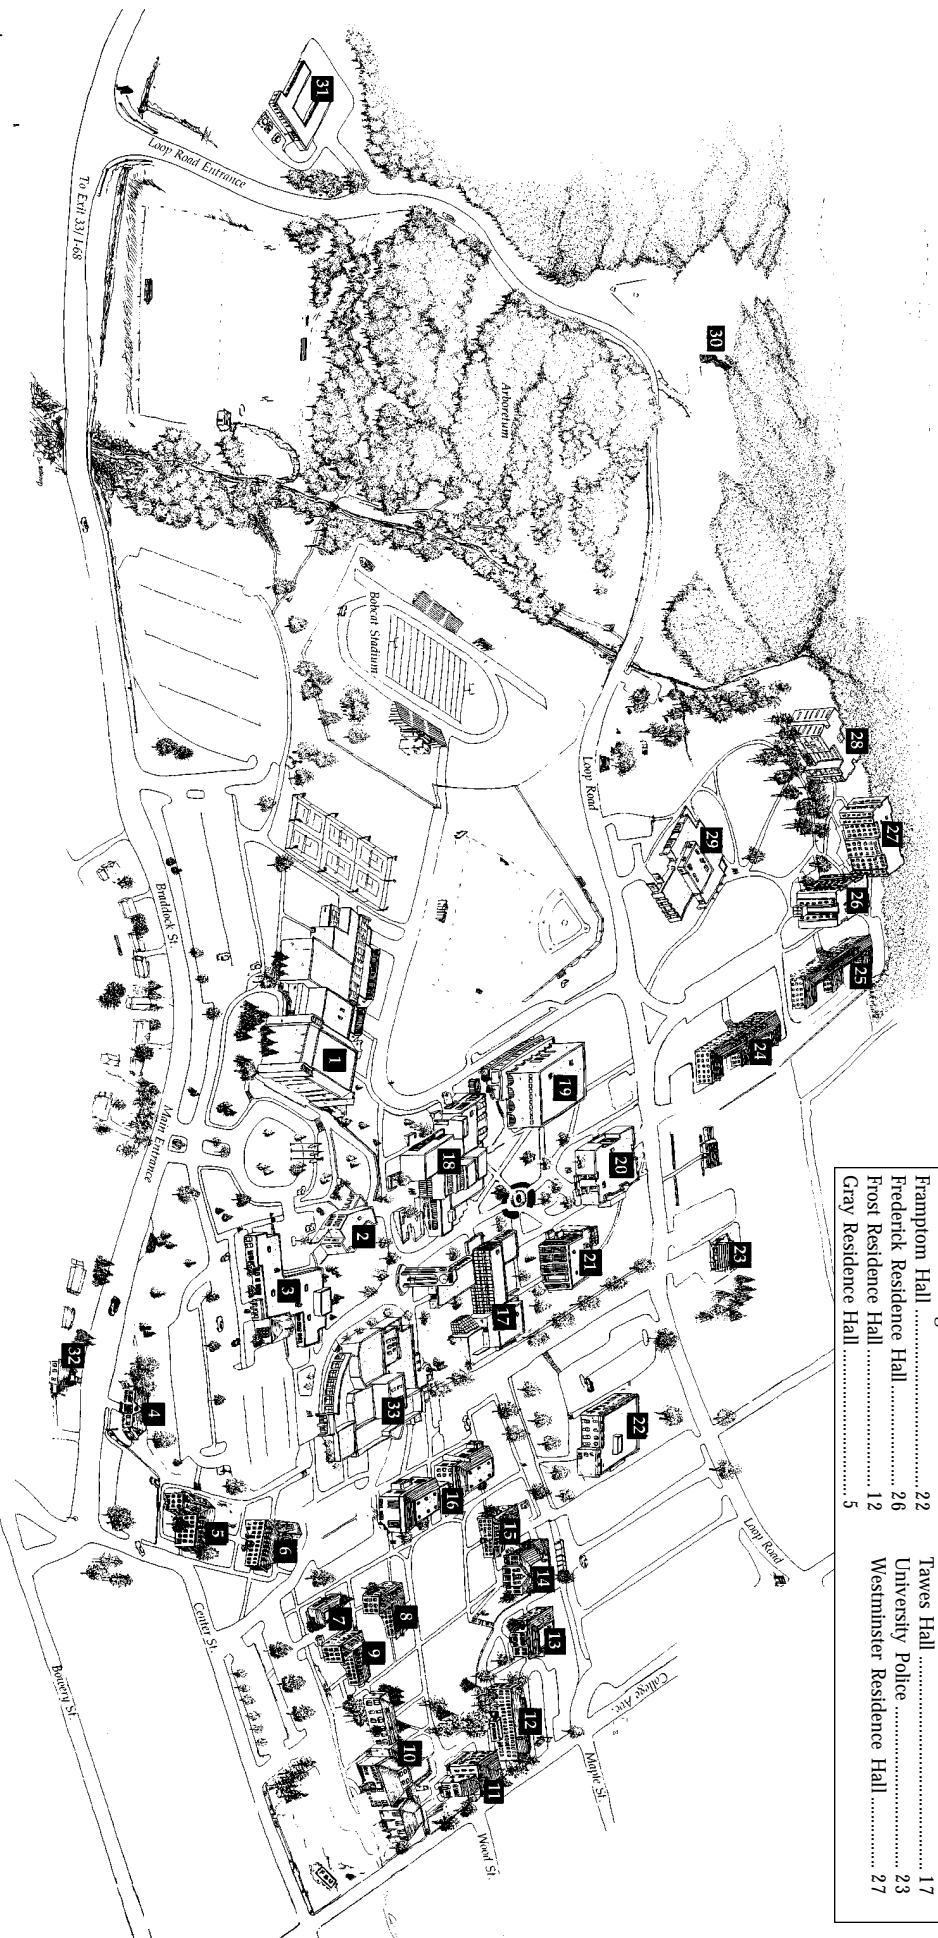 Framptom Hall ........................... 22
Frederick Residence Hall ............ 26
Frost Residence Hall .................. 12
Gray Residence Hall ..................... 5
Tawes Hall ................................... 17
University Police ......................... 23
Westminster Residence Hall ........... 27
31
Loop Road Entrance
To Exit 33/I-68
30
Arboretum
Bobcat Stadium
Loop Road
28
27
29
26
25
24
Braddock St.
1
19
Main Entrance
18
20
2
21
23
3
17
32
4
33
22
16
5
6
15
14
Loop Road
7
8
9
13
Center St.
12
College Ave.
10
11
Maple St.
Bowery St.
Wood St.